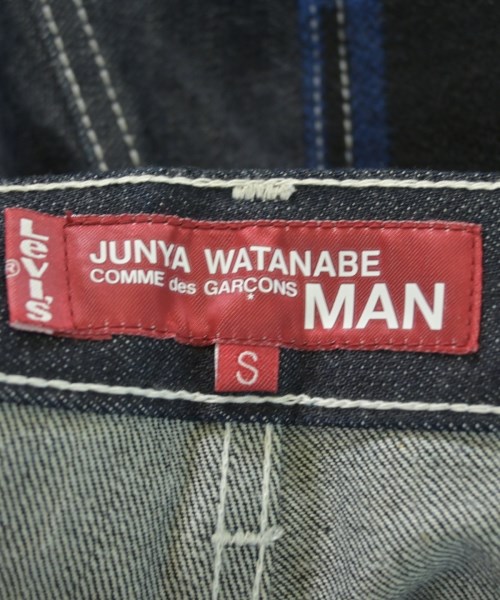 Levi's
®
JUNYA WATANABE
COMME des GARÇONS
MAN
S